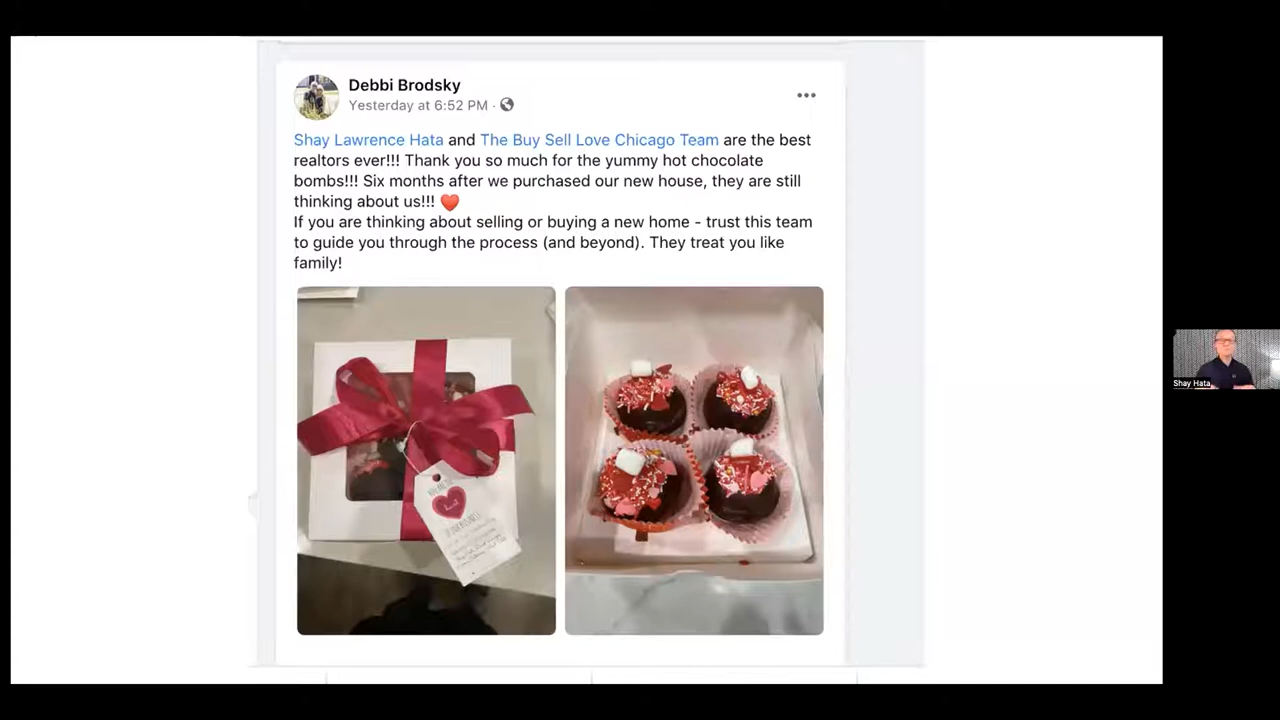 Debbi Brodsky
Yesterday at 6:52 PM ·
Shay Lawrence Hata and The Buy Sell Love Chicago Team are the best
realtors ever!!! Thank you so much for the yummy hot chocolate
bombs!!! Six months after we purchased our new house, they are still
thinking about us!!! ❤️
If you are thinking about selling or buying a new home - trust this team
to guide you through the process (and beyond). They treat you like
family!
Shay Hata